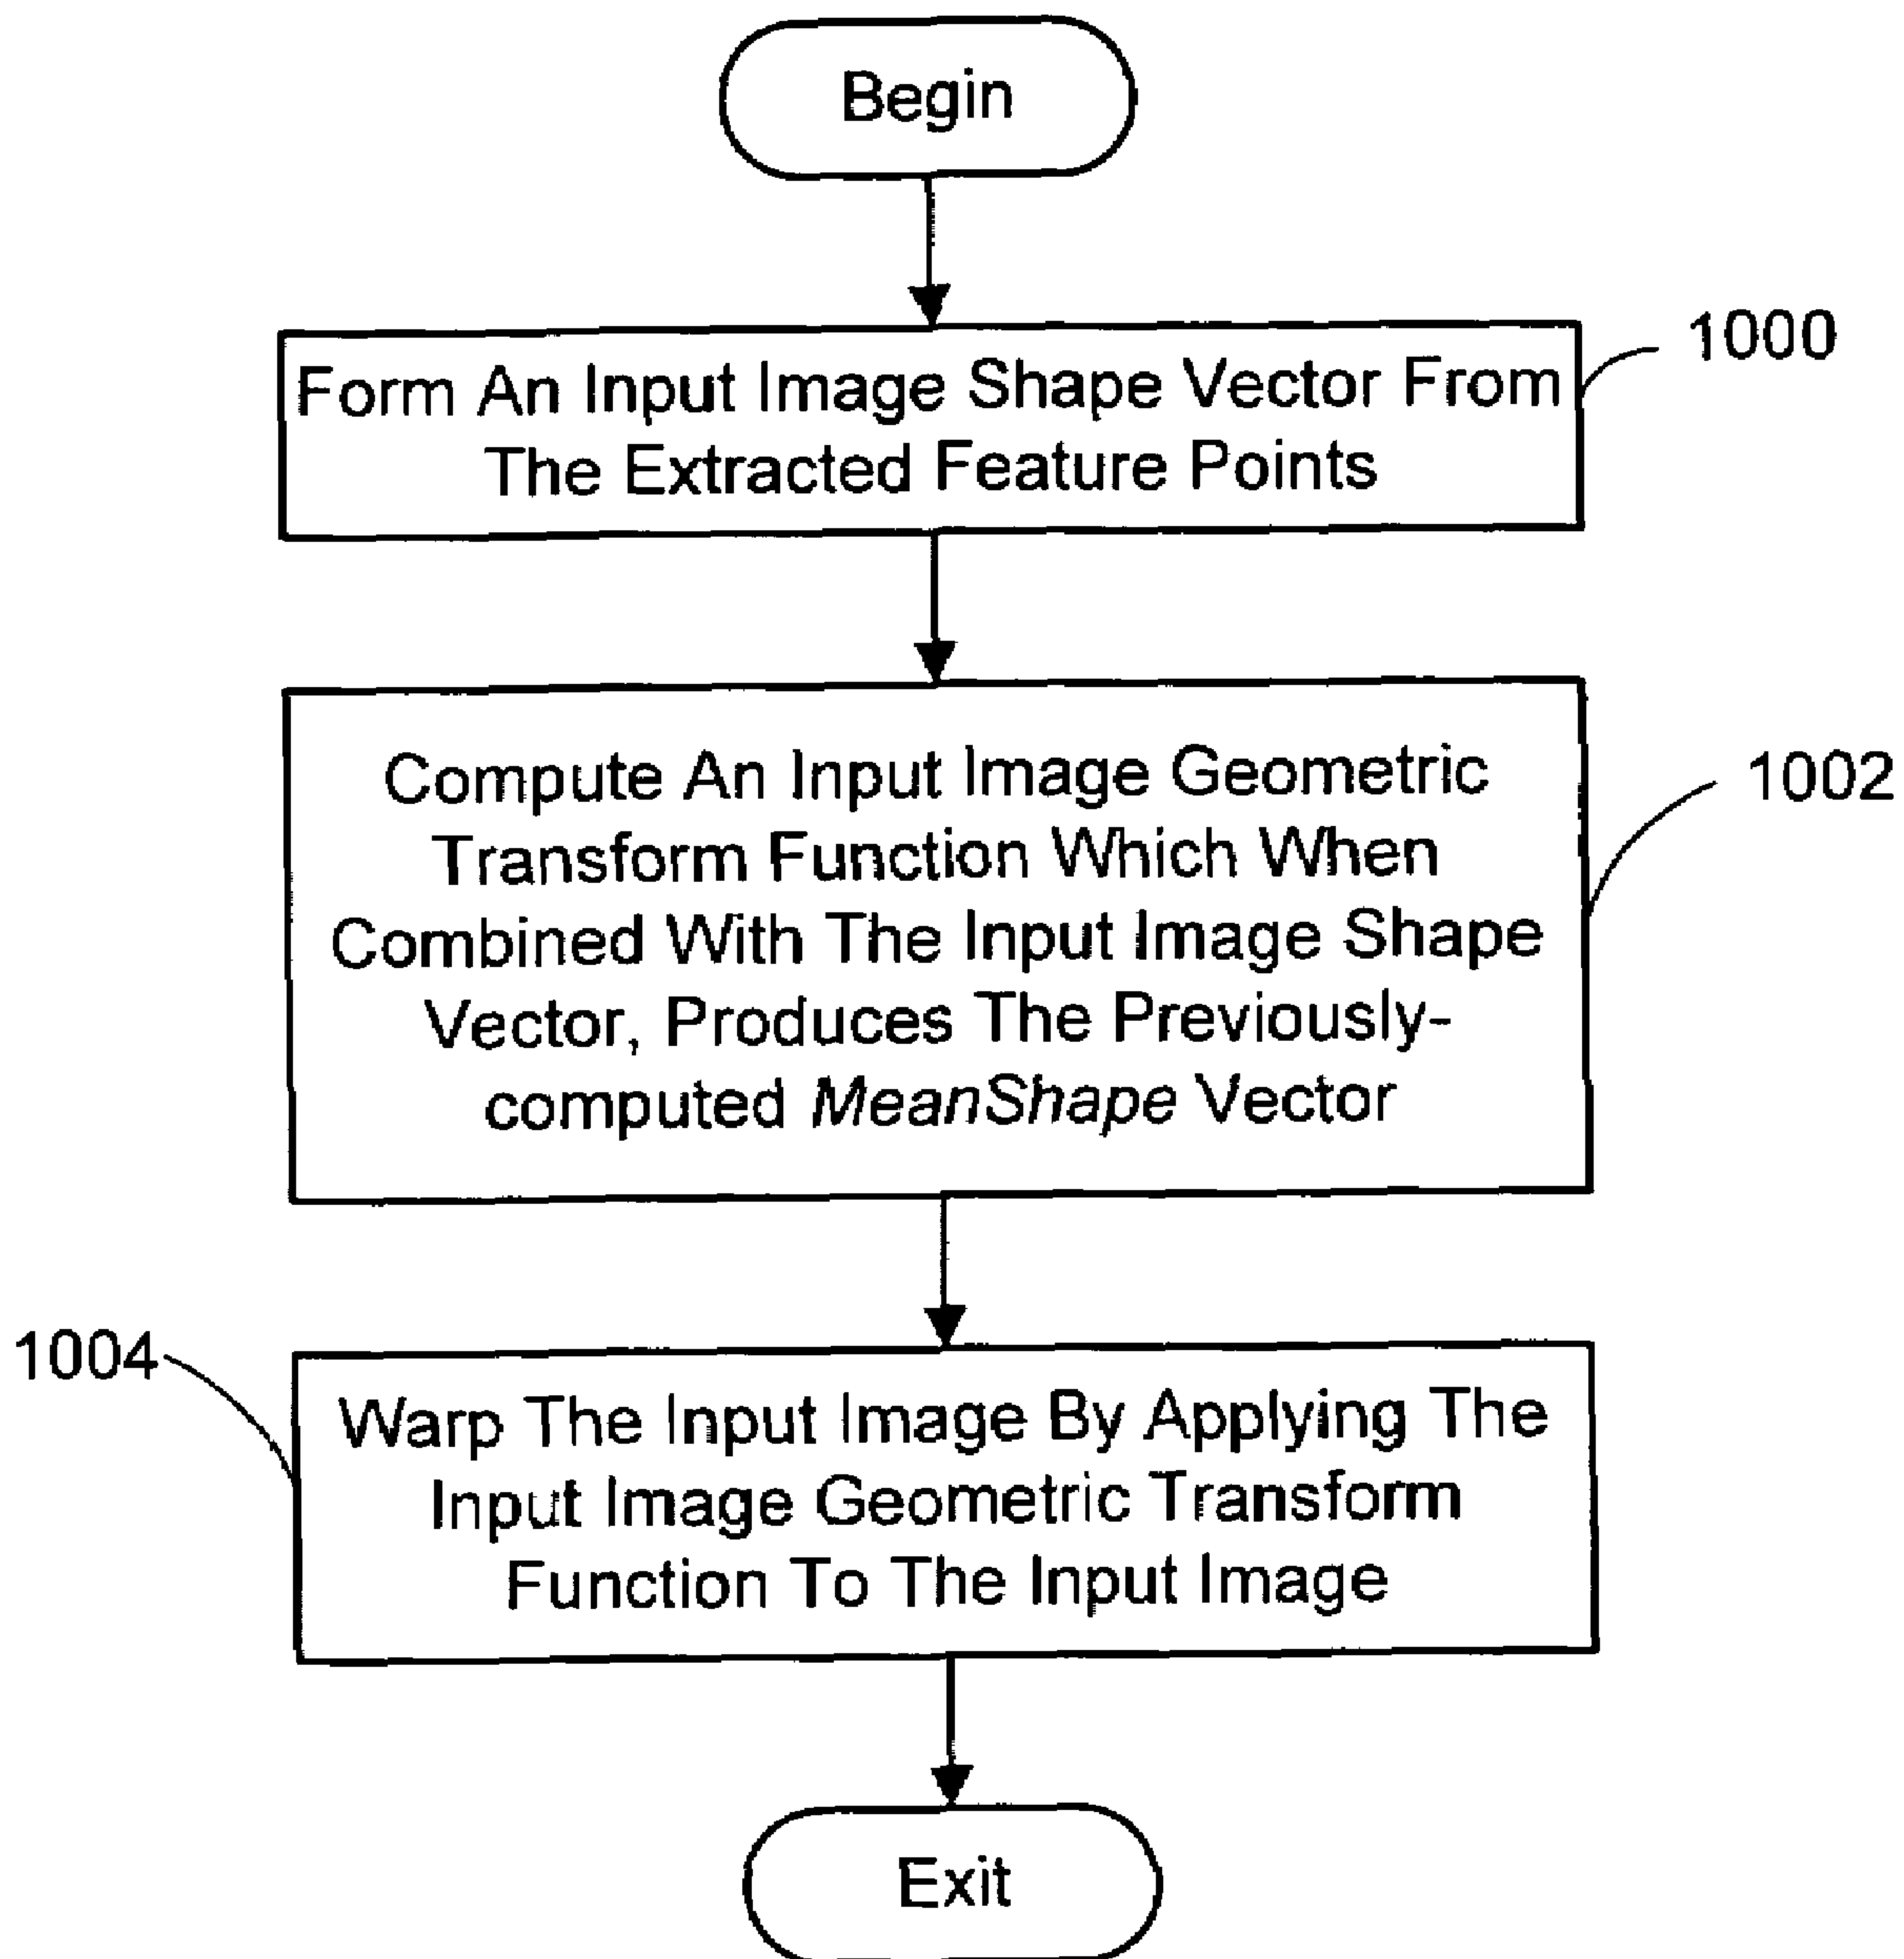 Begin
1000
Form An Input Image Shape Vector From
The Extracted Feature Points
1002
Compute An Input Image Geometric
Transform Function Which When
Combined With The Input Image Shape
Vector, Produces The Previously-
computed MeanShape Vector
1004
Warp The Input Image By Applying The
Input Image Geometric Transform
Function To The Input Image
Exit